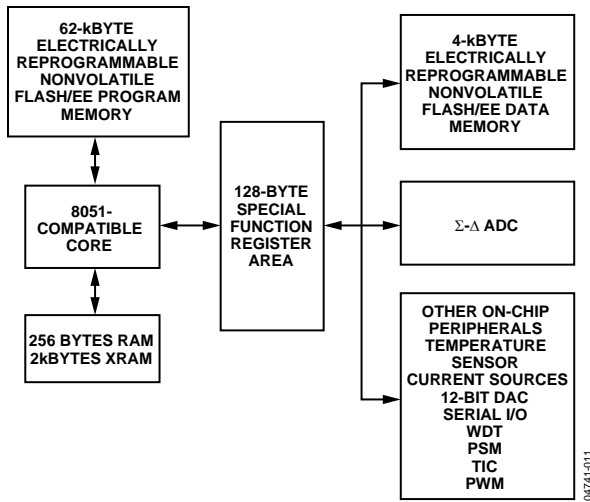 62-kBYTE
ELECTRICALLY
REPROGRAMMABLE
NONVOLATILE
FLASH/EE PROGRAM
MEMORY
8051-
COMPATIBLE
CORE
256 BYTES RAM
2kBYTES XRAM
128-BYTE
SPECIAL
FUNCTION
REGISTER
AREA
4-kBYTE
ELECTRICALLY
REPROGRAMMABLE
NONVOLATILE
FLASH/EE DATA
MEMORY
Σ-Δ ADC
OTHER ON-CHIP
PERIPHERALS
TEMPERATURE
SENSOR
CURRENT SOURCES
12-BIT DAC
SERIAL I/O
WDT
PSM
TIC
PWM
04741-011